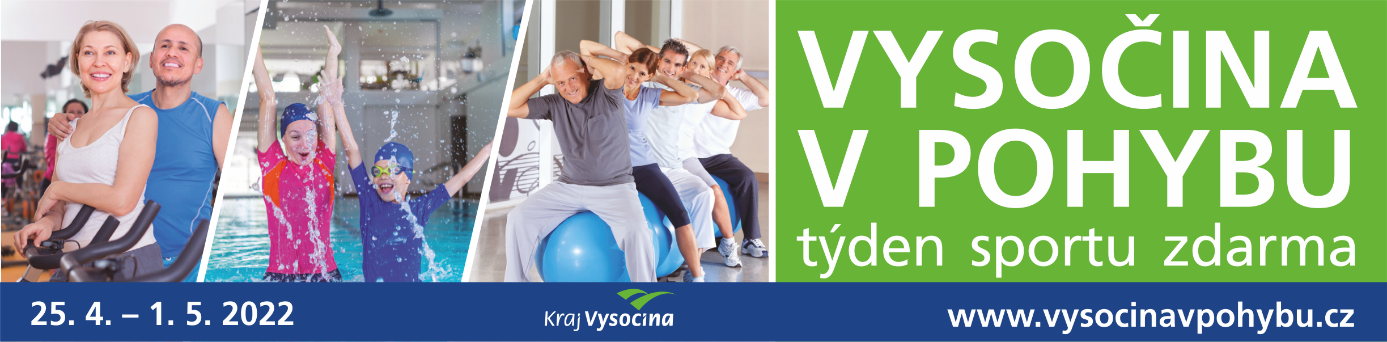 VYSOČINA
V POHYBU
týden sportu zdarma
25. 4. – 1. 5. 2022
Kraj Vysočina
www.vysocinavpohybu.cz